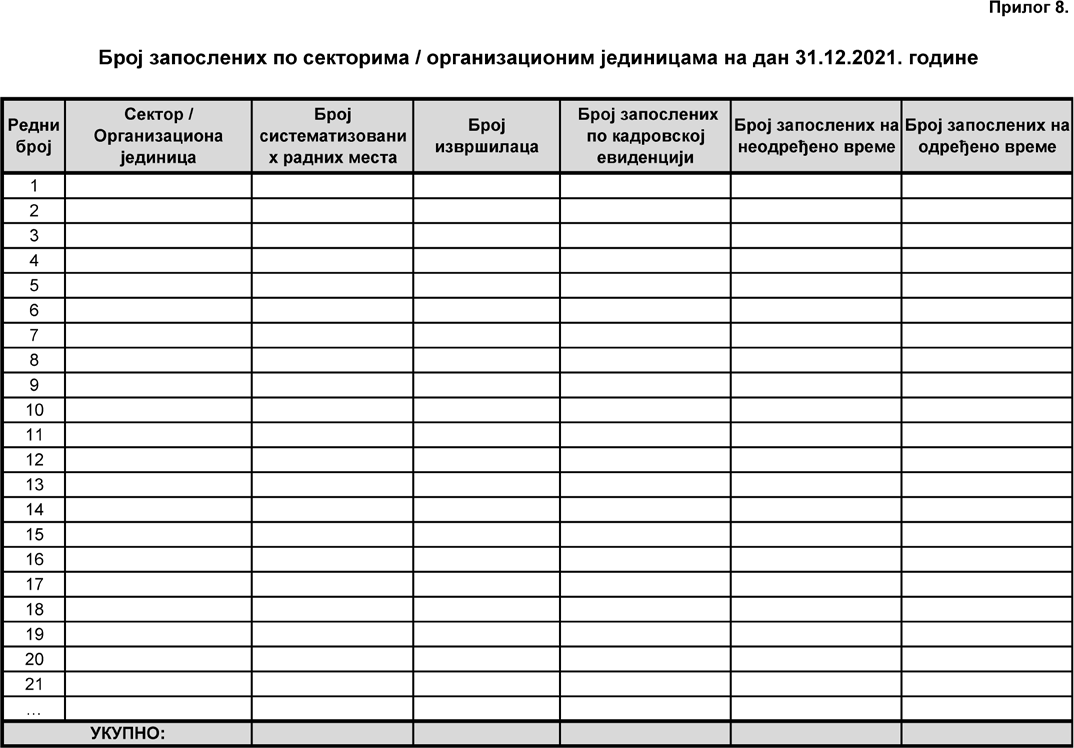 Прилог 8.
Број запослених по секторима / организационим јединицама на дан 31.12.2021. године
Редни
број
Сектор /
Организациона
јединица
Број
систематизовани
х радних места
Број
извршилаца
Број запослених
по кадровској
евиденцији
Број запослених на
неодређено време
Број запослених на
одређено време
1
2
3
4
5
6
7
8
9
10
11
12
13
14
15
16
17
18
19
20
21
...
УКУПНО: